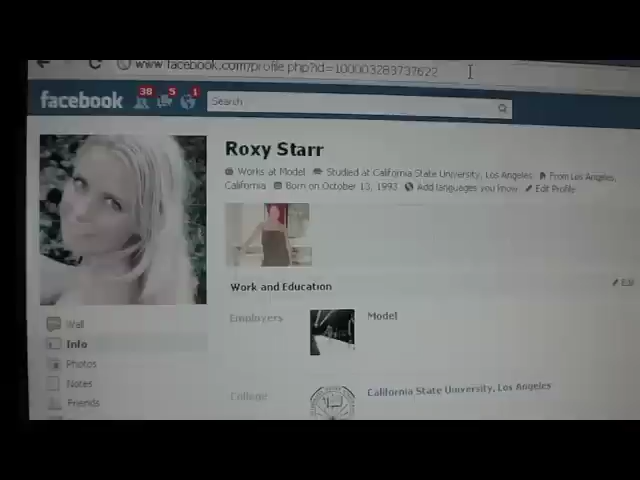 www.facebook.com/profile.php?id=100003283737622
facebook
38
5
1
Search
Roxy Starr
Works at Model Studied at California State University, Los Angeles From Los Angeles,
California Born on October 13, 1993 Add languages you know Edit Profile
Work and Education
Edit
Employers
Model
College
California State University, Los Angeles
Wall
Info
Photos
Notes
Friends